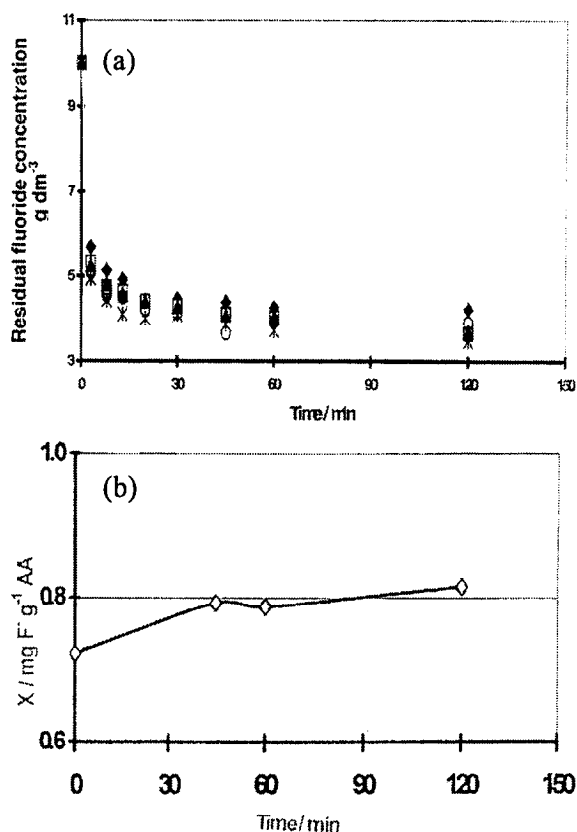 (a)
Residual fluoride concentration
g dm-3
11
9
7
5
3
0 30 60 90 120 150
Time/min
(b)
X / mg F g-1 AA
1.0
0.8
0.6
0 30 60 90 120 150
Time/min